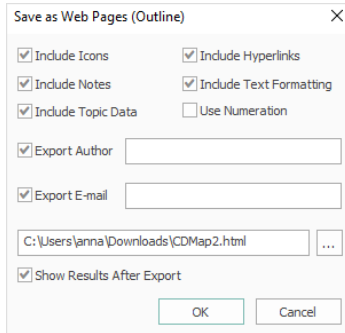 Save as Web Pages (Outline)
Include Icons
Include Hyperlinks
Include Notes
Include Text Formatting
Include Topic Data
Use Numeration
Export Author
Export E-mail
C:\Users\anna\Downloads\CDMap2.html
...
Show Results After Export
OK
Cancel